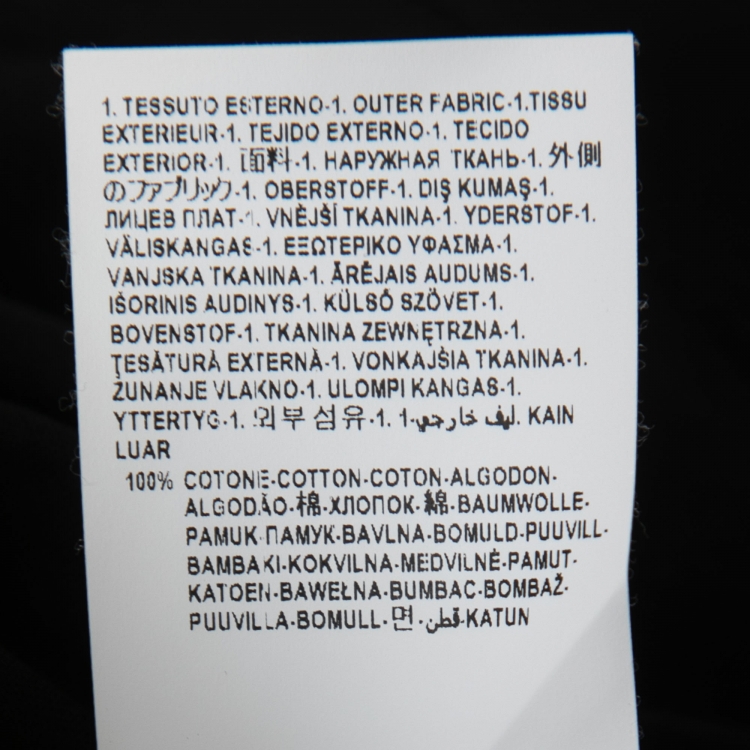 1. TESSUTO ESTERNO-1. OUTER FABRIC-1.TISSU
EXTERIEUR-1. TEJIDO EXTERNO-1. TECIDO
EXTERIOR-1. 面料-1. НАРУЖНАЯ ТКАНЬ-1. 外側
のファブリック-1. OBERSTOFF-1. DIŞ KUMAŞ-1.
ЛИЦЕВ ПЛАТ-1. VNĚJŠÍ TKANINA-1. YDERSTOF-1.
VÄLISKANGAS-1. ΕΞΩΤΕΡΙΚΟ ΥΦΑΣΜΑ-1.
VANJSKA TKANINA-1. ĀRĒJAIS AUDUMS-1.
IŠORINIS AUDINYS-1. KÜLSŐ SZÖVET-1.
BOVENSTOF-1. TKANINA ZEWNĘTRZNA-1.
ŢESĂTURĂ EXTERNĂ-1. VONKAJŠIA TKANINA-1.
ZUNANJE VLAKNO-1. ULOMPI KANGAS-1.
YTTERTYG-1. 외부 섬유-1. ليف خارجي-1. KAIN
LUAR
100% COTONE-COTTON-COTON-ALGODON-
ALGODÃO-棉-ХЛОПОК-綿-BAUMWOLLE-
PAMUK-ПАМУК-BAVLNA-BOMULD-PUUVILL-
ΒΑΜΒΑΚΙ-KOKVILNA-MEDVILNĖ-PAMUT-
KATOEN-BAWEŁNA-BUMBAC-BOMBAŽ-
PUUVILLA-BOMULL-면-قطن-KATUN